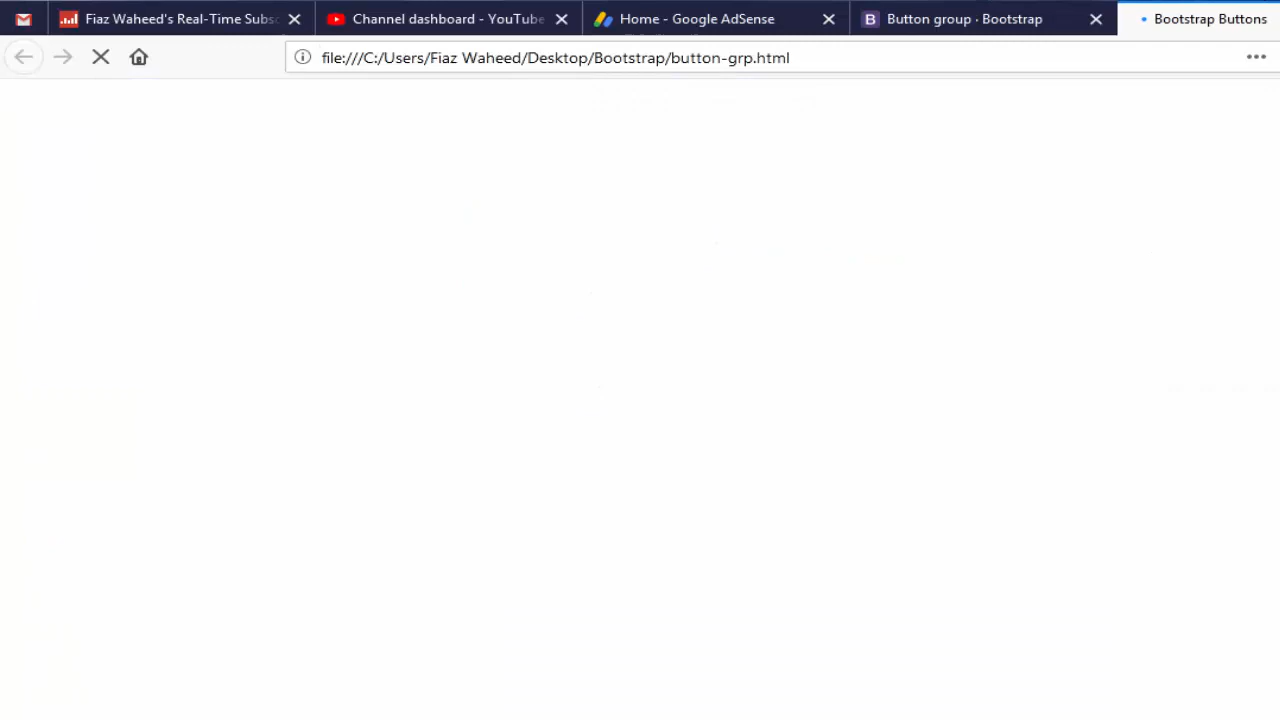 Fiaz Waheed's Real-Time Subsc
Channel dashboard - YouTube
Home - Google AdSense
B Button group · Bootstrap
Bootstrap Buttons
file:///C:/Users/Fiaz Waheed/Desktop/Bootstrap/button-grp.html